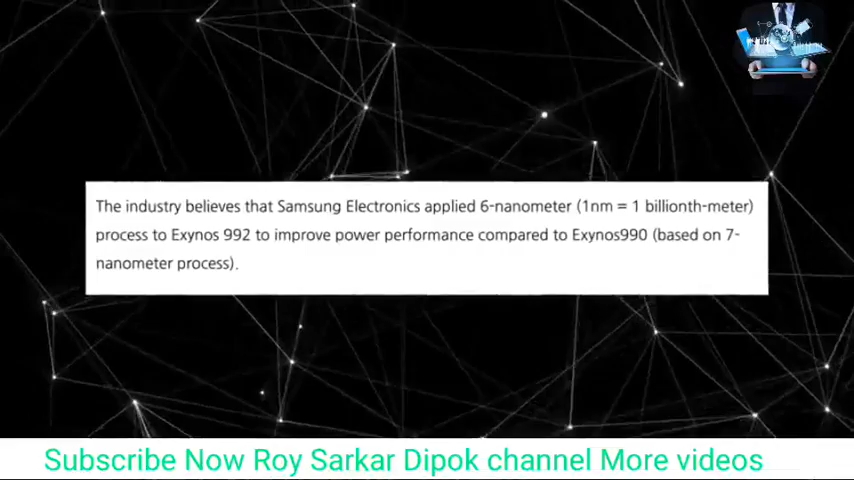 The industry believes that Samsung Electronics applied 6-nanometer (1nm = 1 billionth-meter)
process to Exynos 992 to improve power performance compared to Exynos990 (based on 7-
nanometer process).
Subscribe Now Roy Sarkar Dipok channel More videos